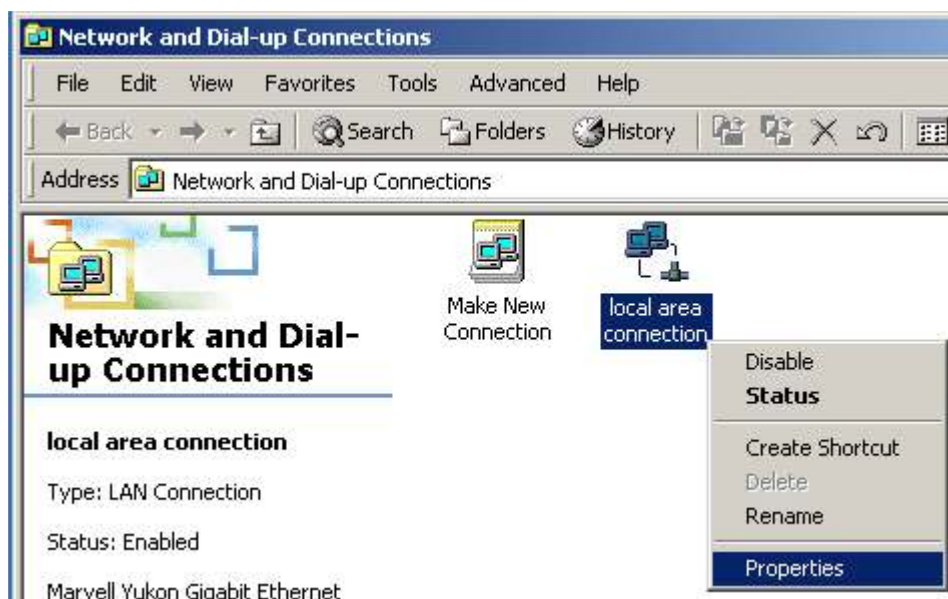 Network and Dial-up Connections
File Edit View Favorites Tools Advanced Help
Back Search Folders History
Address Network and Dial-up Connections
Network and Dial-
up Connections
local area connection
Type: LAN Connection
Status: Enabled
Marvell Yukon Gigabit Ethernet
Make New
Connection
local area
connection
Disable
Status
Create Shortcut
Delete
Rename
Properties